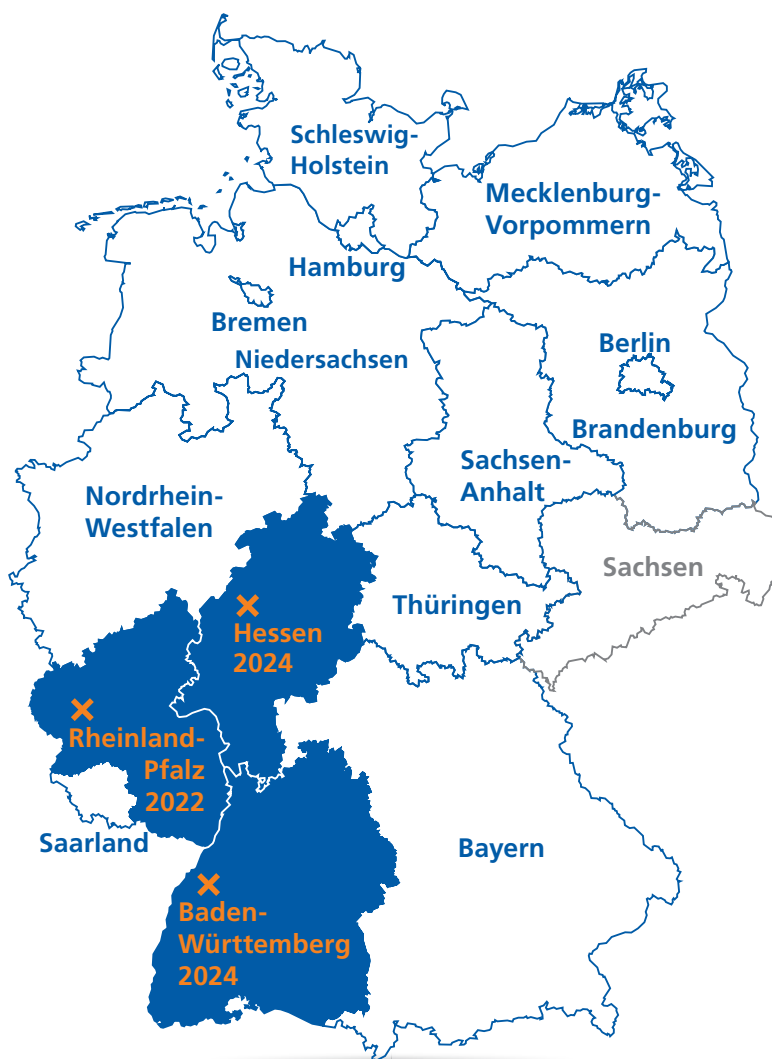 Schleswig-
Holstein
Mecklenburg-
Vorpommern
Hamburg
Bremen
Niedersachsen
Berlin
Brandenburg
Sachsen-
Anhalt
Nordrhein-
Westfalen
Sachsen
Thüringen
Hessen
2024
Rheinland-
Pfalz
2022
Saarland
Bayern
Baden-
Württemberg
2024